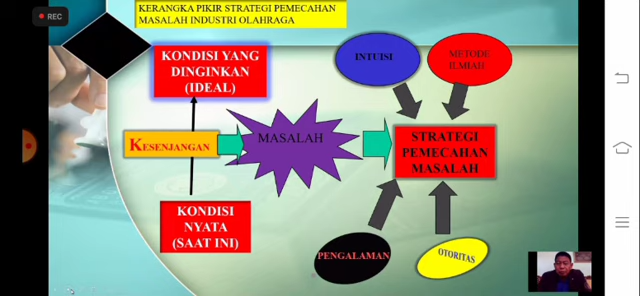 REC
KERANGKA PIKIR STRATEGI PEMECAHAN
MASALAH INDUSTRI OLAHRAGA
KONDISI YANG
DINGINKAN
(IDEAL)
INTUISI
METODE
ILMIAH
KESENJANGAN
MASALAH
STRATEGI
PEMECAHAN
MASALAH
KONDISI
NYATA
(SAAT INI)
PENGALAMAN
OTORITAS